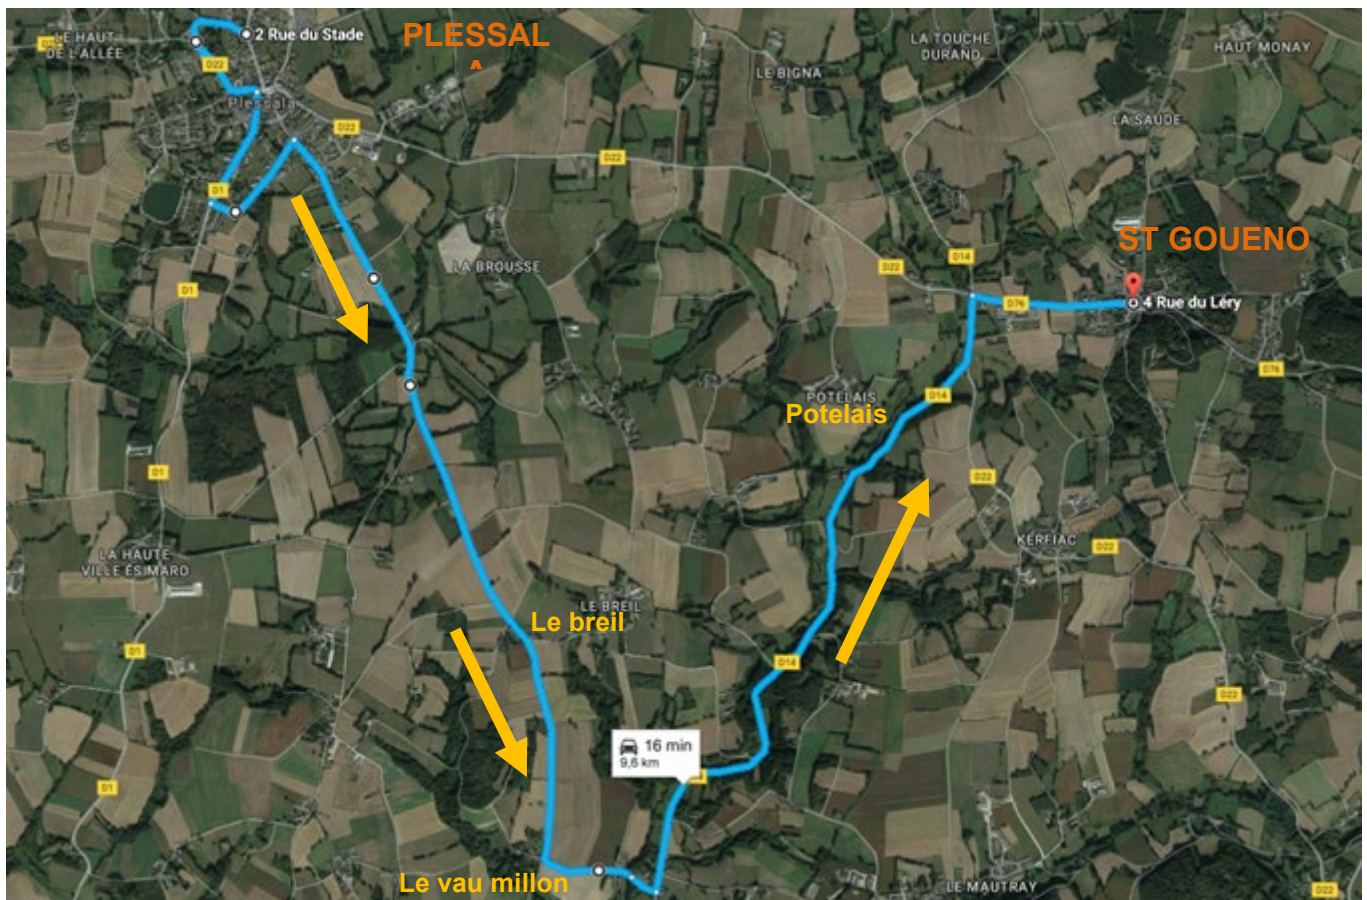 2 Rue du Stade
PLESSAL
A
LE HAUT
DE L'ALLÉE
D22
Plessala
D22
LE BIGNA
LA TOUCHE
DURAND
HAUT MONAY
LA SAUDE
D22
D1
LA BROUSSE
D1
ST GOUENO
D14
D22
D76
4 Rue du Léry
D76
POTELAIS
Potelais
D14
D1
D22
KERFIAC
D22
LA HAUTE
VILLE ÉSIMARD
LE BREIL
Le breil
D1
D14
D22
16 min
9,6 km
D1
Le vau millon
LE MAUTRAY
D22